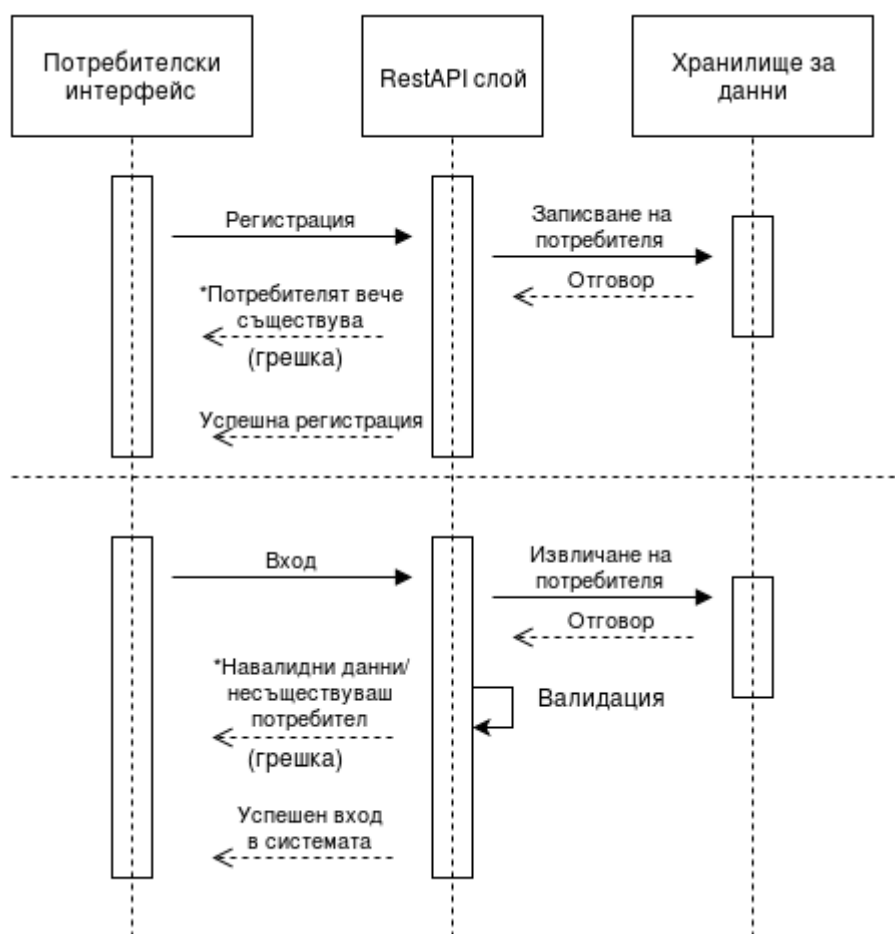 Потребителски
интерфейс
RestAPI слой
Хранилище за
данни
Регистрация
Записване на
потребителя
Отговор
*Потребителят вече
съществува
(грешка)
Успешна регистрация
Вход
Извличане на
потребителя
Отговор
*Навалидни данни/
несъществуваш
потребител
(грешка)
Валидация
Успешен вход
в системата